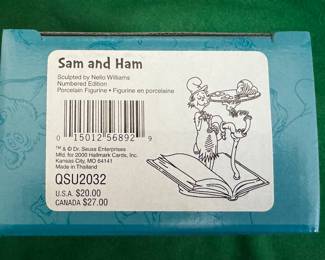 Sam and Ham
Sculpted by Nello Williams
Numbered Edition
Porcelain Figurine • Figurine en porcelaine
0 15012 56892 9
™ & © Dr. Seuss Enterprises
Mfd. for 2000 Hallmark Cards, Inc.
Kansas City, MO 64141
Made in Thailand
QSU2032
U.S.A. $20.00
CANADA $27.00